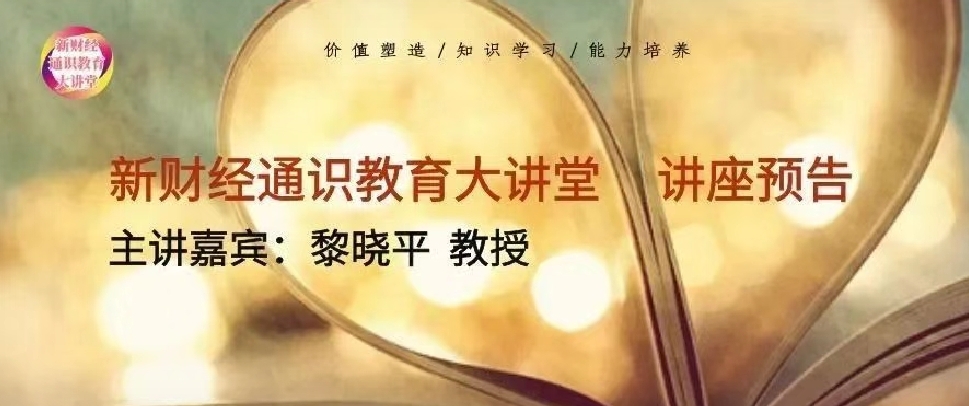 新财经
通识教育
大讲堂
价值塑造/知识学习/能力培养
新财经通识教育大讲堂 讲座预告
主讲嘉宾：黎晓平 教授